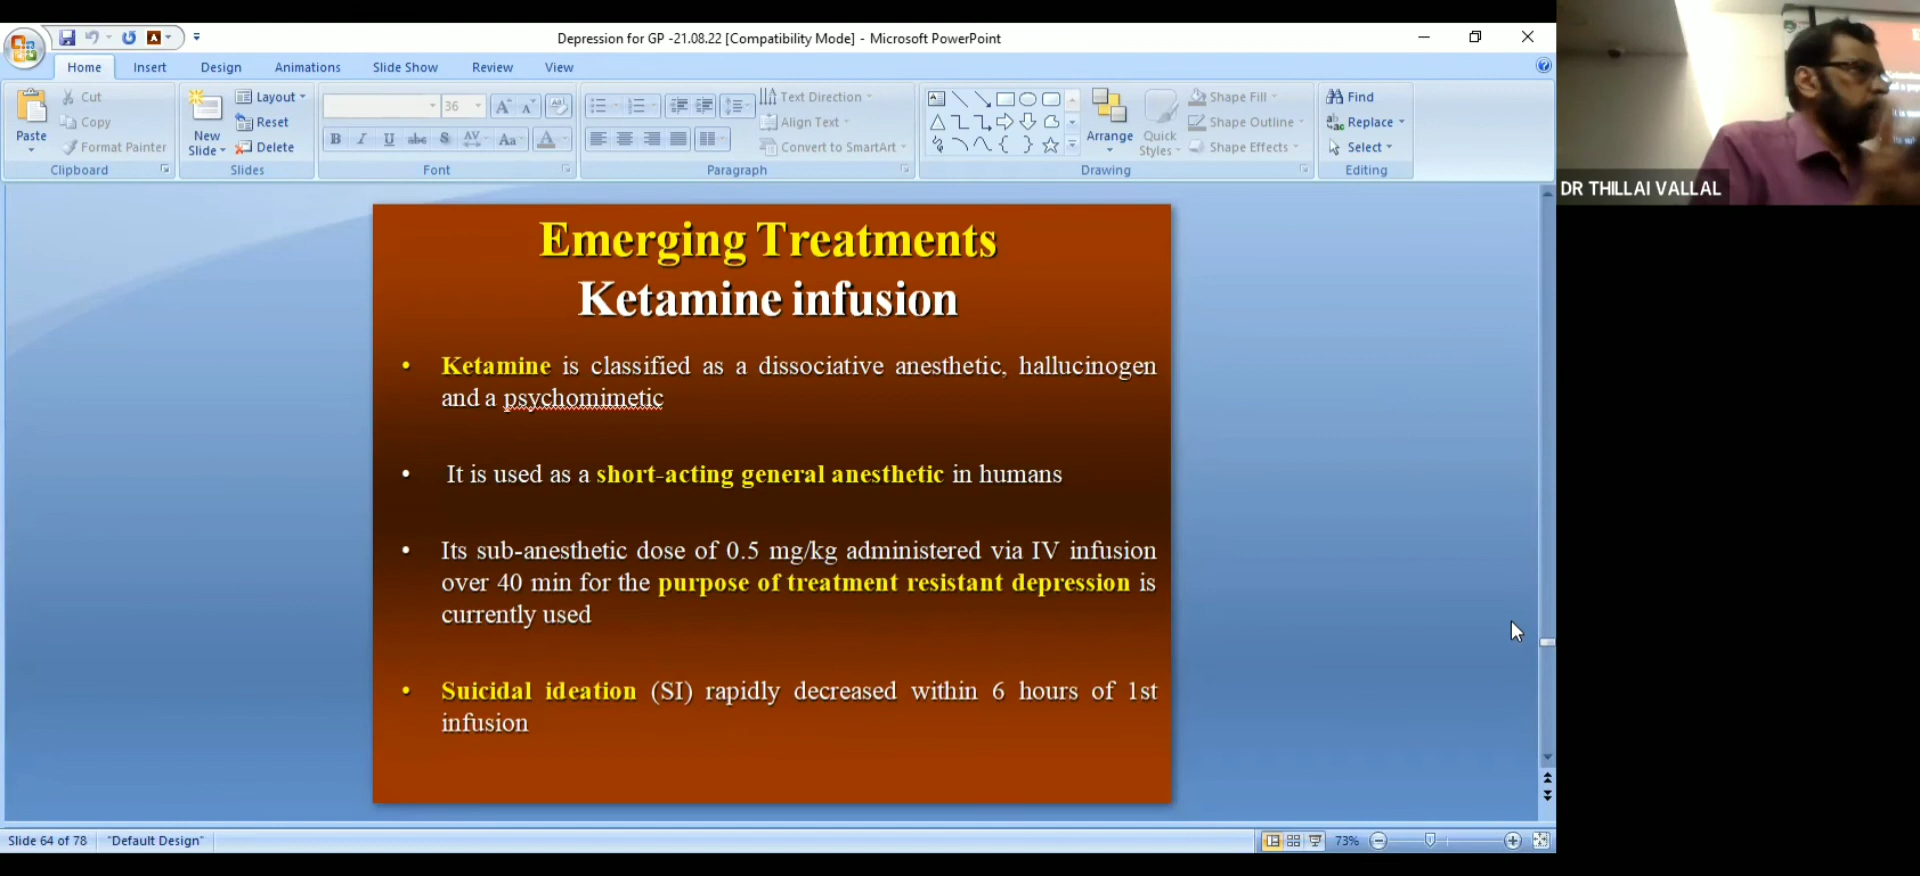 Depression for GP -21.08.22 [Compatibility Mode] - Microsoft PowerPoint
Home Insert Design Animations Slide Show Review View
Paste
Cut
Copy
Format Painter
Clipboard
New
Slide
Layout
Reset
Delete
Slides
36
B I U abc S AV Aa A
Font
Text Direction
Align Text
Convert to SmartArt
Paragraph
Arrange
Quick
Styles
Shape Fill
Shape Outline
Shape Effects
Drawing
Find
Replace
Select
Editing
DR THILLAI VALLAL
Emerging Treatments
Ketamine infusion
• Ketamine is classified as a dissociative anesthetic, hallucinogen
and a psychomimetic
• It is used as a short-acting general anesthetic in humans
• Its sub-anesthetic dose of 0.5 mg/kg administered via IV infusion
over 40 min for the purpose of treatment resistant depression is
currently used
• Suicidal ideation (SI) rapidly decreased within 6 hours of 1st
infusion
Slide 64 of 78 "Default Design" 73%